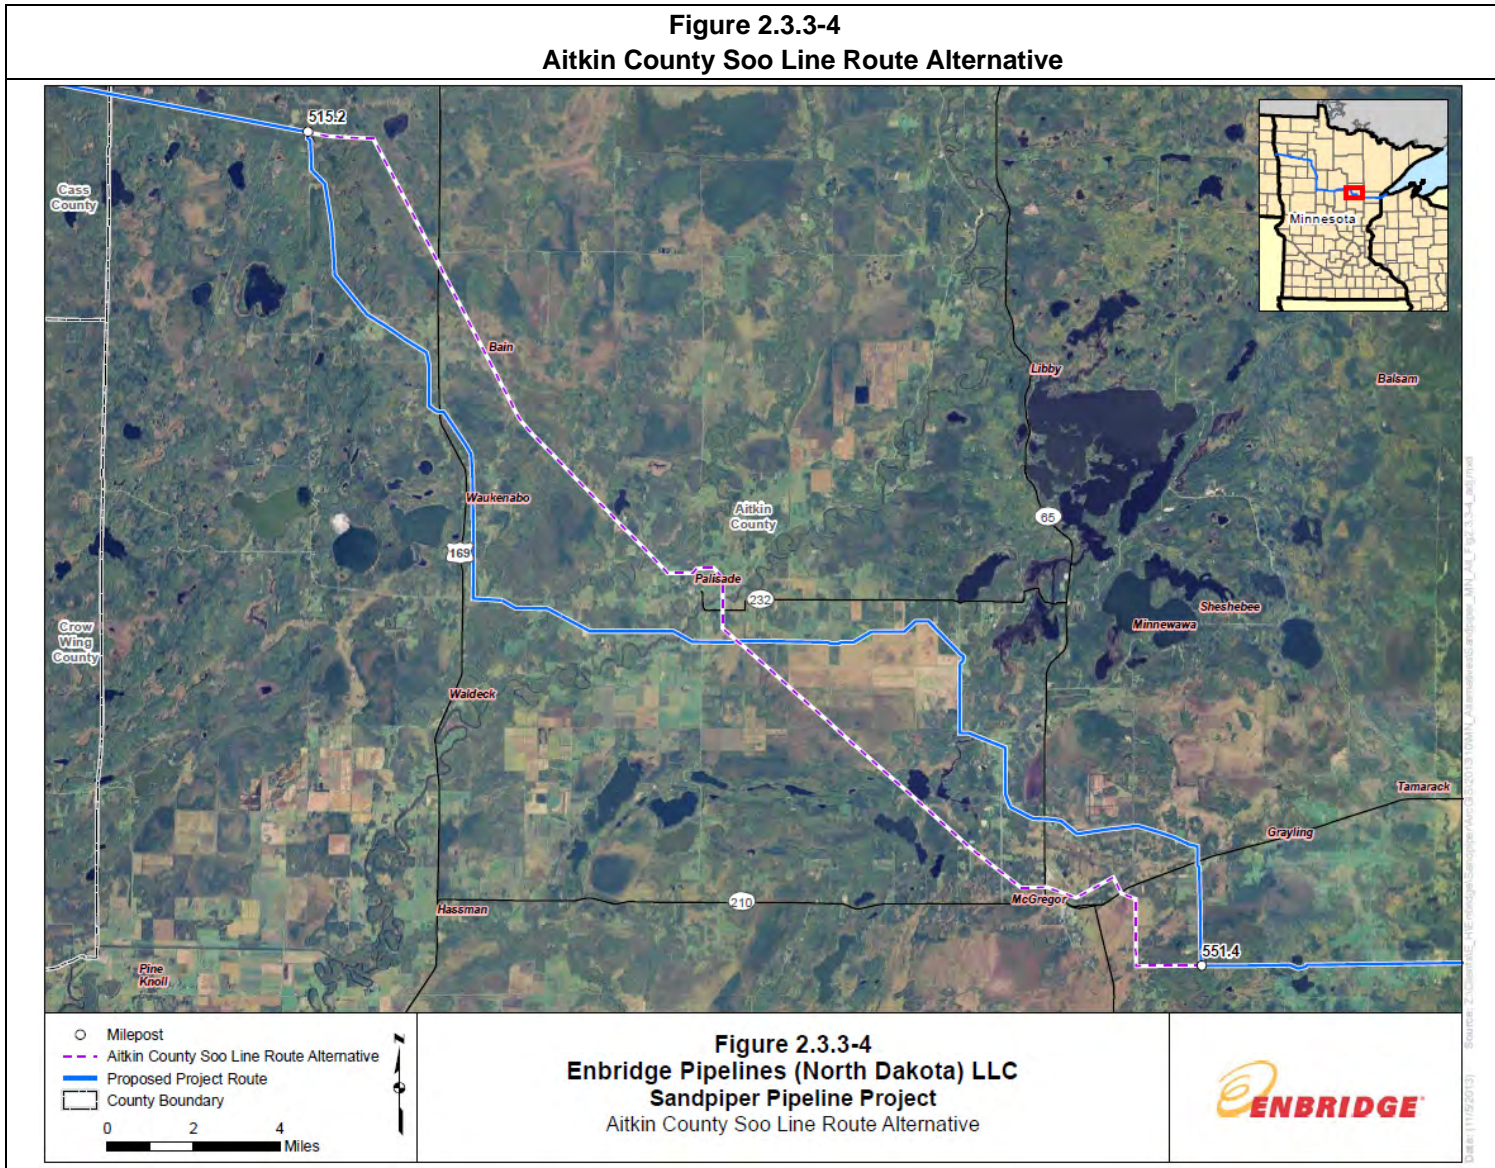 Figure 2.3.3-4
Aitkin County Soo Line Route Alternative
515.2
Cass
County
Minnesota
Bain
Libby
Balsam
Waukenabo
Aitkin
County
65
169
Palisade
232
Sheshebee
Minnewawa
Crow
Wing
County
Waldeck
Tamarack
Grayling
Hassman
210
McGregor
551.4
Pine
Knoll
Milepost
Aitkin County Soo Line Route Alternative
Proposed Project Route
County Boundary
0 2 4
Miles
N
Figure 2.3.3-4
Enbridge Pipelines (North Dakota) LLC
Sandpiper Pipeline Project
Aitkin County Soo Line Route Alternative
ENBRIDGE
Date: (11/5/2013)